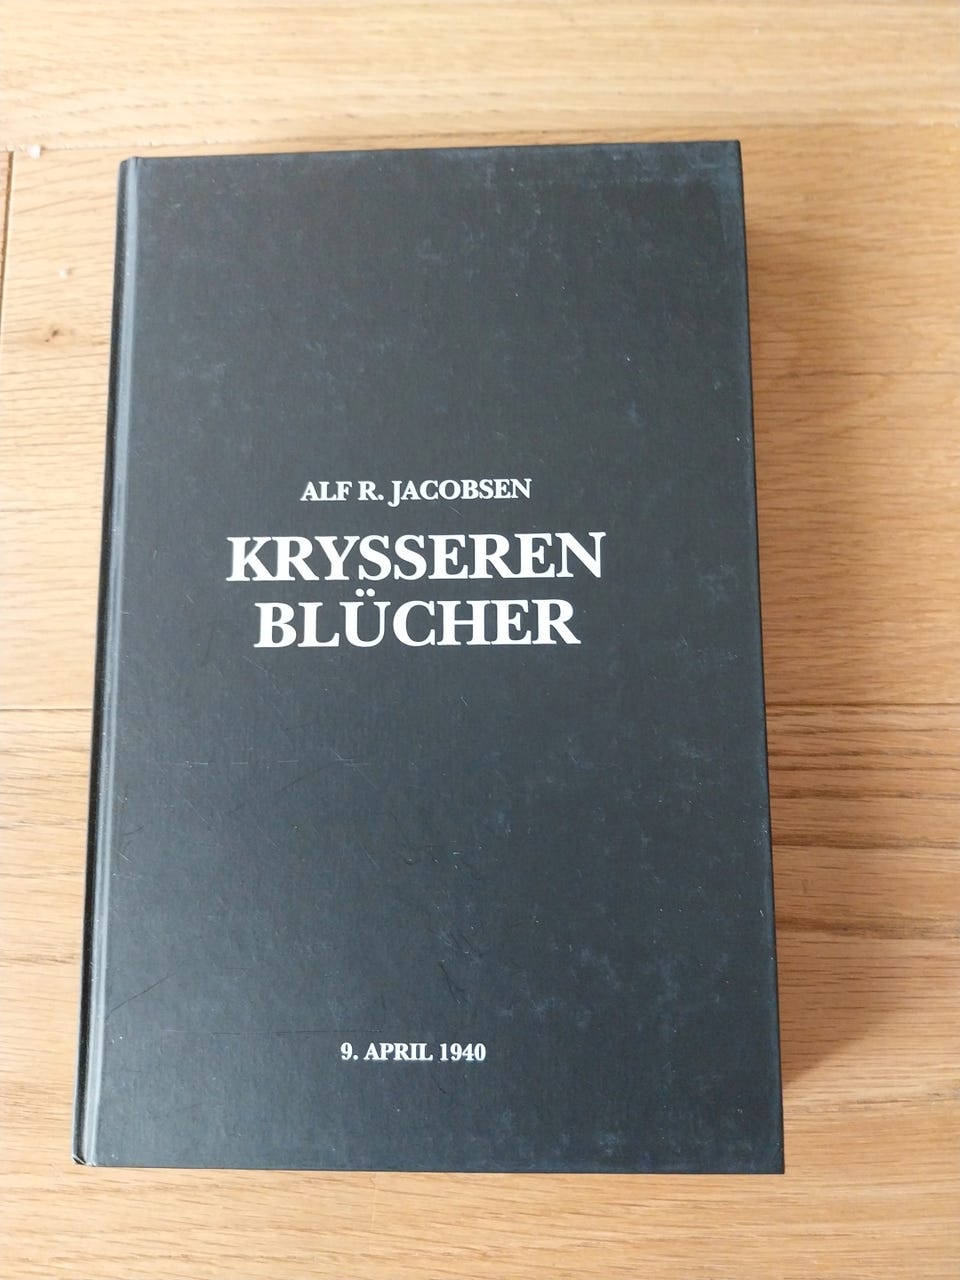 ALF R. JACOBSEN
KRYSSEREN
BLÜCHER
9. APRIL 1940